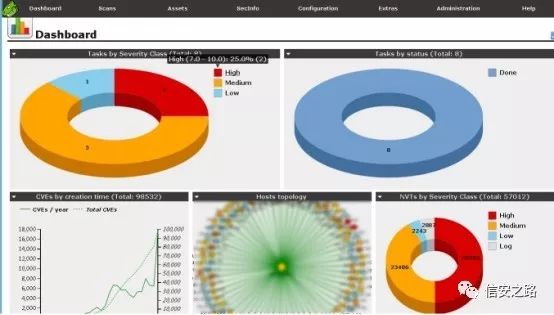 Dashboard Scans Assets SecInfo Configuration Extras Administration Help
Dashboard
Tasks by Severity Class (Total: 8)
High (7.0 - 10.0): 25.0% (2)
High
Medium
Low
1
Tasks by status (Total: 8)
Done
8
CVEs by creation time (Total: 98532)
CVEs / year Total CVEs
18,000
16,000
14,000
12,000
10,000
8,000
6,000
4,000
2,000
100,000
90,000
80,000
70,000
60,000
50,000
40,000
30,000
20,000
10,000
Hosts topology
NVTs by Severity Class (Total: 57012)
High
Medium
Low
Log
2243
23406
信安之路